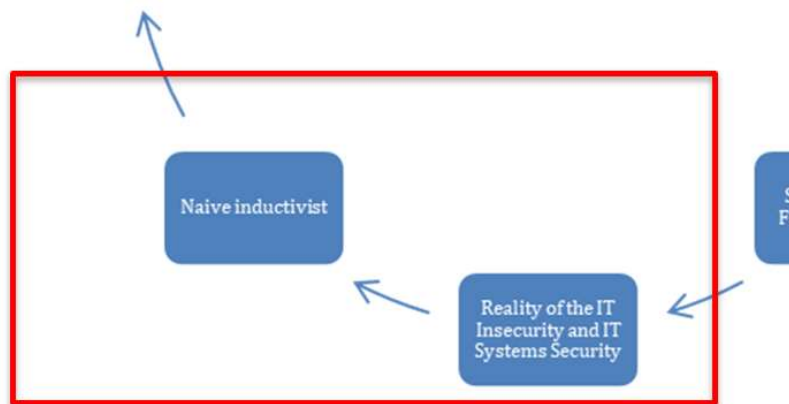 Naive inductivist
Reality of the IT
Insecurity and IT
Systems Security